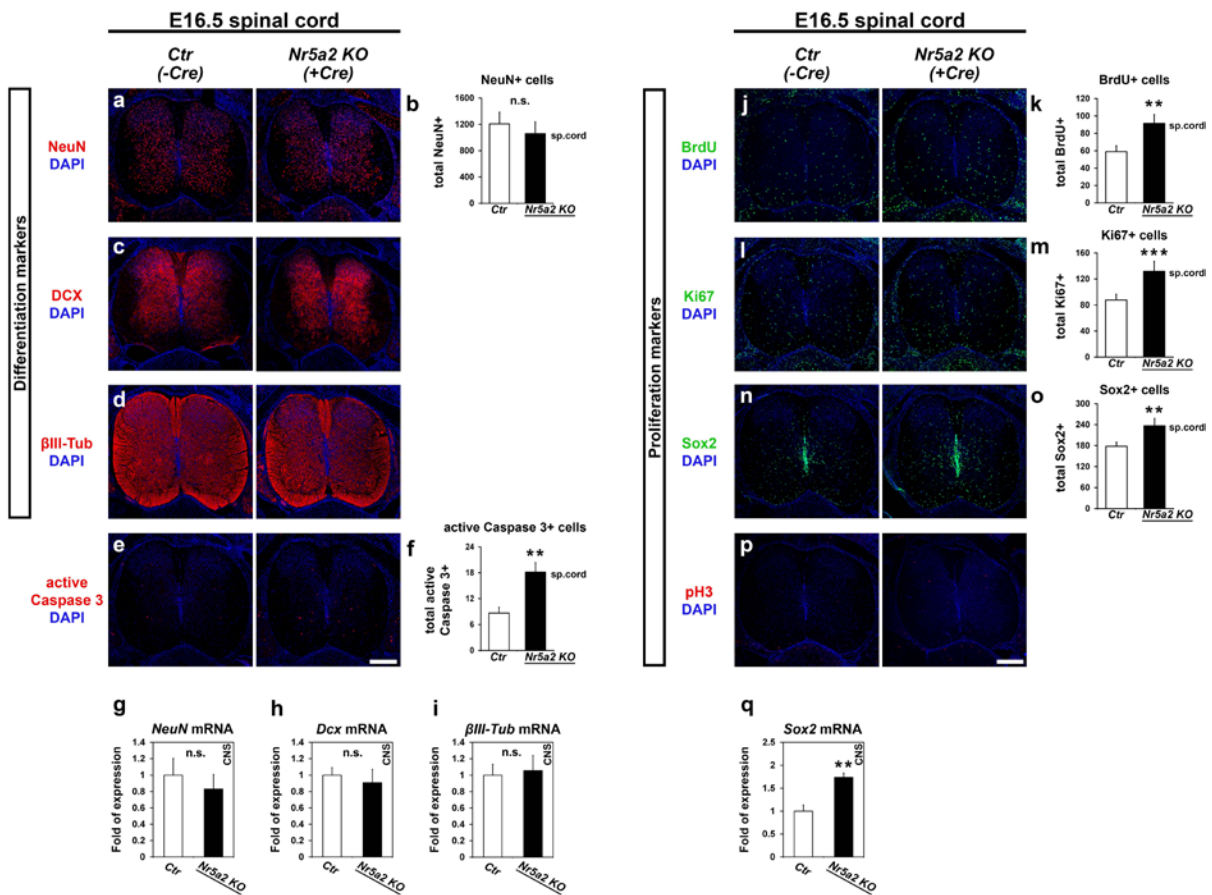 E16.5 spinal cord
Ctr
(-Cre)
Nr5a2 KO
(+Cre)
Differentiation markers
a
NeuN
DAPI
b
NeuN+ cells
total NeuN+
1600
1200
800
400
0
n.s.
sp.cord
Ctr
Nr5a2 KO
c
DCX
DAPI
d
βIII-Tub
DAPI
e
active
Caspase 3
DAPI
f
active Caspase 3+ cells
total active
Caspase 3+
24
18
12
6
0
**
sp.cord
Ctr
Nr5a2 KO
g
NeuN mRNA
Fold of expression
1.4
1.2
1
0.8
0.6
0.4
0.2
0
n.s.
CNS
Ctr
Nr5a2 KO
h
Dcx mRNA
Fold of expression
1.4
1.2
1
0.8
0.6
0.4
0.2
0
n.s.
CNS
Ctr
Nr5a2 KO
i
βIII-Tub mRNA
Fold of expression
1.4
1.2
1
0.8
0.6
0.4
0.2
0
n.s.
CNS
Ctr
Nr5a2 KO
E16.5 spinal cord
Ctr
(-Cre)
Nr5a2 KO
(+Cre)
Proliferation markers
j
BrdU
DAPI
k
BrdU+ cells
total BrdU+
120
100
80
60
40
20
0
**
sp.cord
Ctr
Nr5a2 KO
l
Ki67
DAPI
m
Ki67+ cells
total Ki67+
160
120
80
40
0
***
sp.cord
Ctr
Nr5a2 KO
n
Sox2
DAPI
o
Sox2+ cells
total Sox2+
300
240
180
120
60
0
**
sp.cord
Ctr
Nr5a2 KO
p
pH3
DAPI
q
Sox2 mRNA
Fold of expression
2.5
2
1.5
1
0.5
0
**
CNS
Ctr
Nr5a2 KO